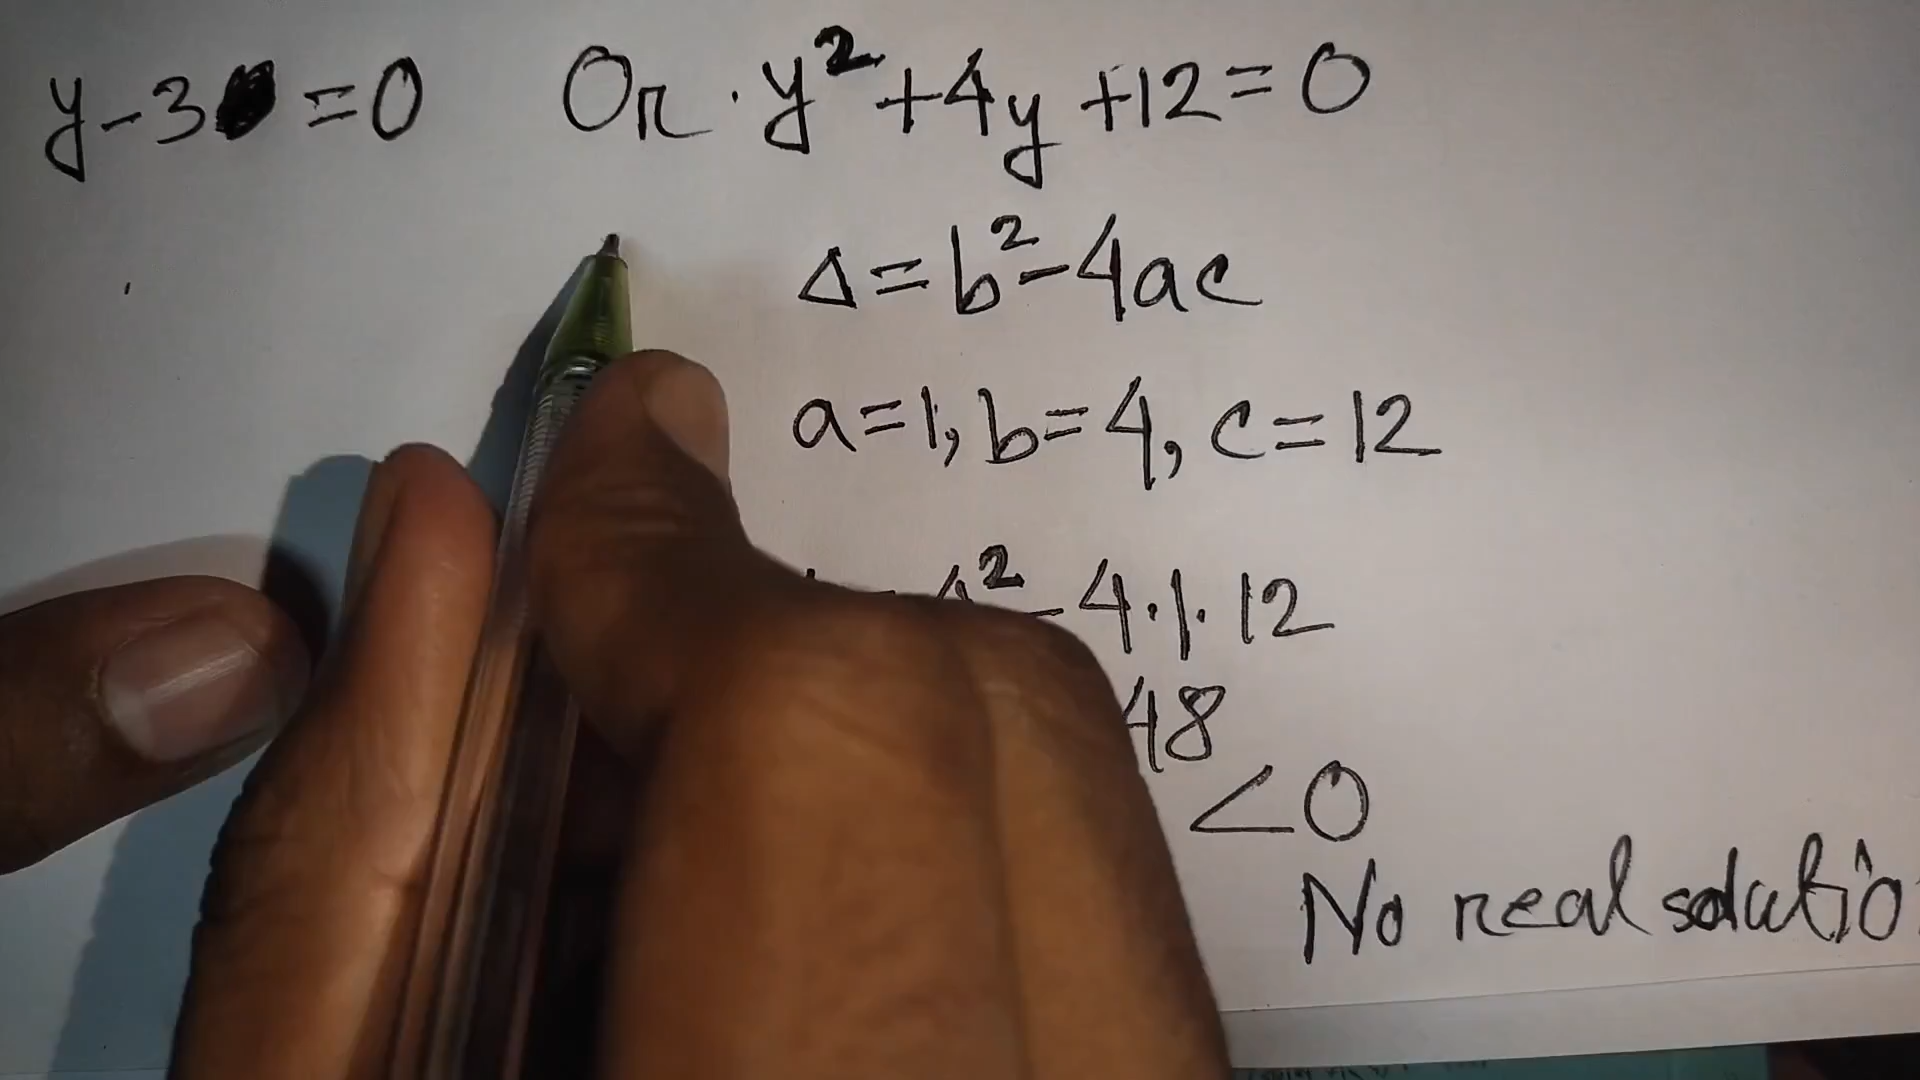 y-3 =0 Or y²+4y+12=0
Δ=b²-4ac
a=1, b=4, c=12
4²-4·1·12
48
<0
No real